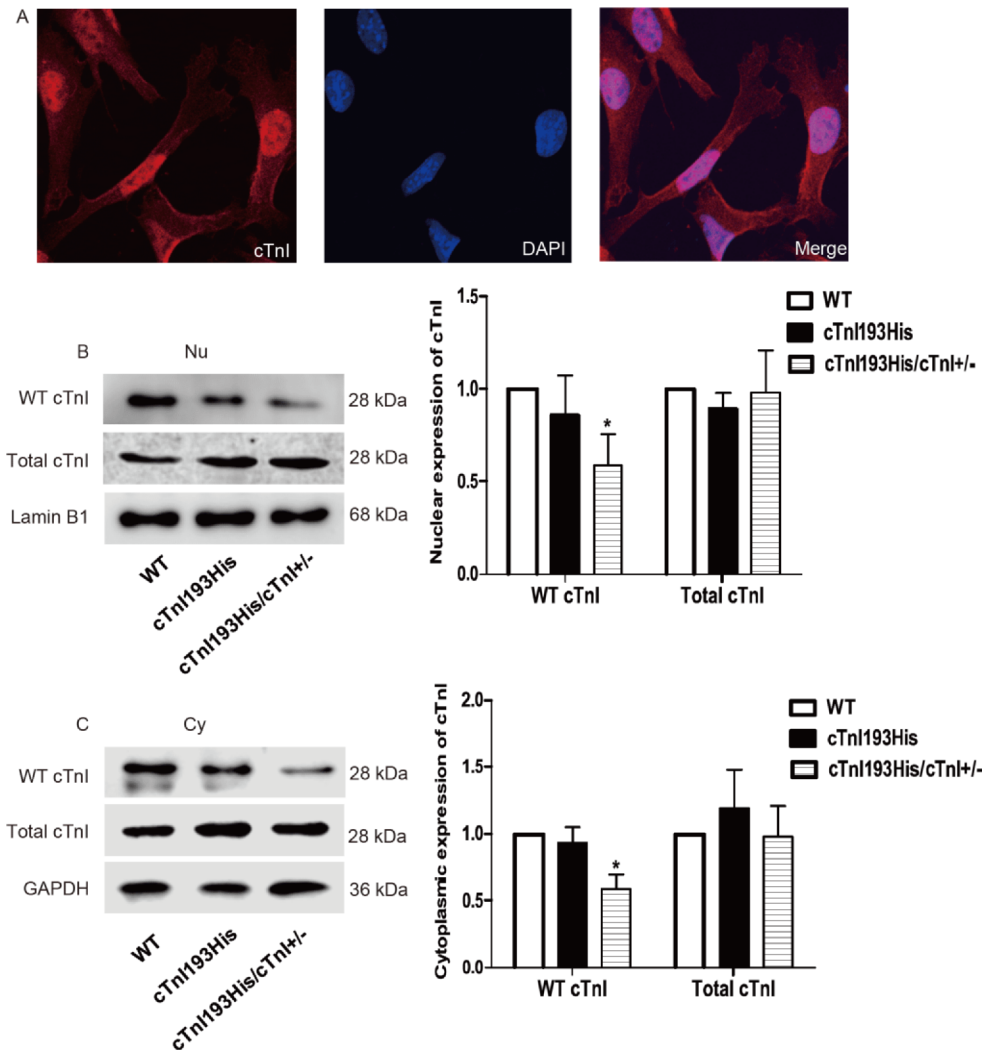 A
cTnI
DAPI
Merge
B
Nu
WT cTnI
28 kDa
Total cTnI
28 kDa
Lamin B1
68 kDa
WT
cTnI193His
cTnI193His/cTnI+/-
Nuclear expression of cTnI
1.5
1.0
0.5
0.0
*
WT cTnI
Total cTnI
WT
cTnI193His
cTnI193His/cTnI+/-
C
Cy
WT cTnI
28 kDa
Total cTnI
28 kDa
GAPDH
36 kDa
WT
cTnI193His
cTnI193His/cTnI+/-
Cytoplasmic expression of cTnI
2.0
1.5
1.0
0.5
0.0
*
WT cTnI
Total cTnI
WT
cTnI193His
cTnI193His/cTnI+/-